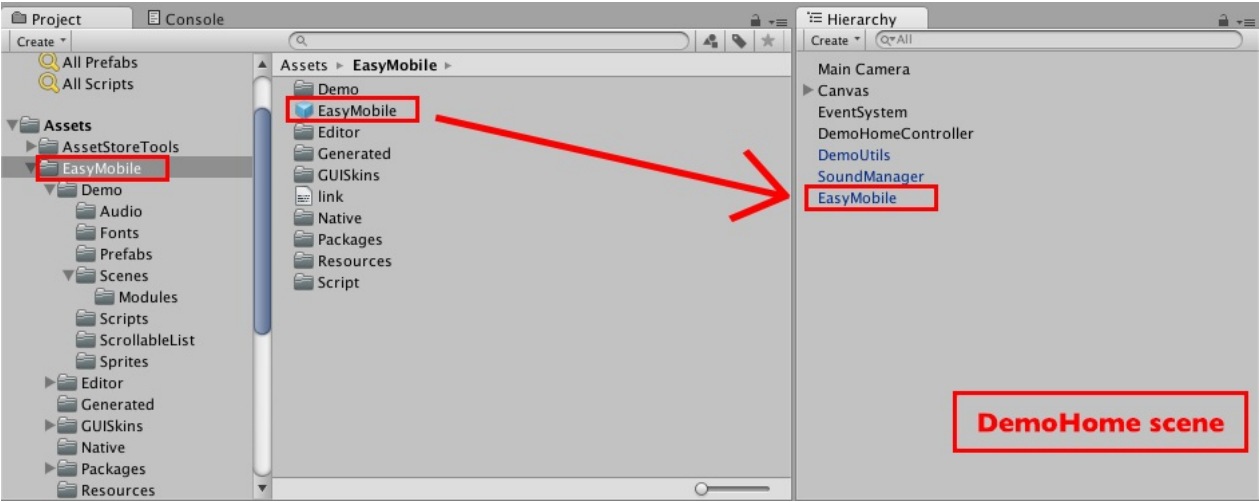 Project
Console
Create
All Prefabs
All Scripts
Assets
AssetStoreTools
EasyMobile
Demo
Audio
Fonts
Prefabs
Scenes
Modules
Scripts
ScrollableList
Sprites
Editor
Generated
GUISkins
Native
Packages
Resources
Assets ▸ EasyMobile ▸
Demo
EasyMobile
Editor
Generated
GUISkins
link
Native
Packages
Resources
Script
Hierarchy
Create
All
Main Camera
Canvas
EventSystem
DemoHomeController
DemoUtils
SoundManager
EasyMobile
DemoHome scene